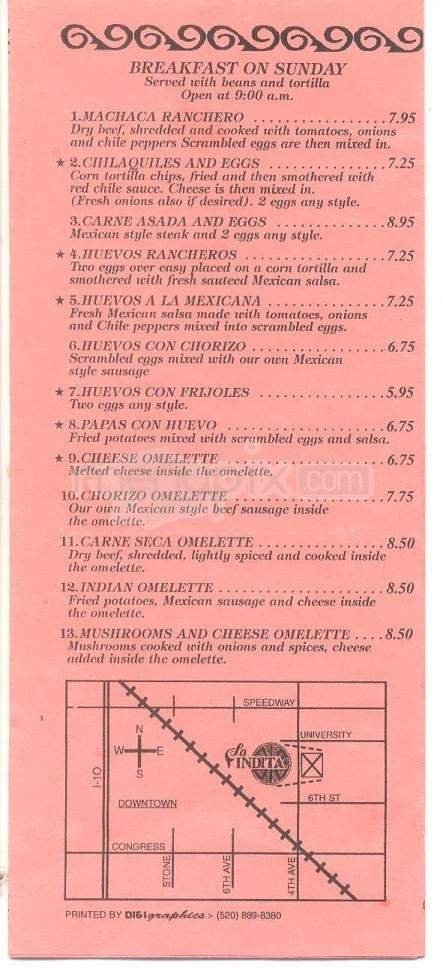 BREAKFAST ON SUNDAY
Served with beans and tortilla
Open at 9:00 a.m.
1.MACHACA RANCHERO ..................7.95
Dry beef, shredded and cooked with tomatoes, onions
and chile peppers Scrambled eggs are then mixed in.
★ 2.CHILAQUILES AND EGGS ...............7.25
Corn tortilla chips, fried and then smothered with
red chile sauce. Cheese is then mixed in.
(Fresh onions also if desired). 2 eggs any style.
3.CARNE ASADA AND EGGS ...............8.95
Mexican style steak and 2 eggs any style.
★ 4.HUEVOS RANCHEROS ..................7.25
Two eggs over easy placed on a corn tortilla and
smothered with fresh sauteed Mexican salsa.
★ 5.HUEVOS A LA MEXICANA ...............7.25
Fresh Mexican salsa made with tomatoes, onions
and Chile peppers mixed into scrambled eggs.
6.HUEVOS CON CHORIZO ..................6.75
Scrambled eggs mixed with our own Mexican
style sausage
★ 7.HUEVOS CON FRIJOLES ................5.95
Two eggs any style.
★ 8.PAPAS CON HUEVO ......................6.75
Fried potatoes mixed with scrambled eggs and salsa.
★ 9.CHEESE OMELETTE ....................6.75
Melted cheese inside the omelette.
10.CHORIZO OMELETTE ....................7.75
Our own Mexican style beef sausage inside
the omelette.
11.CARNE SECA OMELETTE .................8.50
Dry beef, shredded, lightly spiced and cooked inside
the omelette.
12.INDIAN OMELETTE ......................8.50
Fried potatoes, Mexican sausage and cheese inside
the omelette.
13.MUSHROOMS AND CHEESE OMELETTE ....8.50
Mushrooms cooked with onions and spices, cheese
added inside the omelette.
SPEEDWAY
UNIVERSITY
N
W E
S
La
INDITA
I-10
6TH ST
DOWNTOWN
CONGRESS
STONE
6TH AVE
4TH AVE
PRINTED BY DIGIgraphics > (520) 889-8380